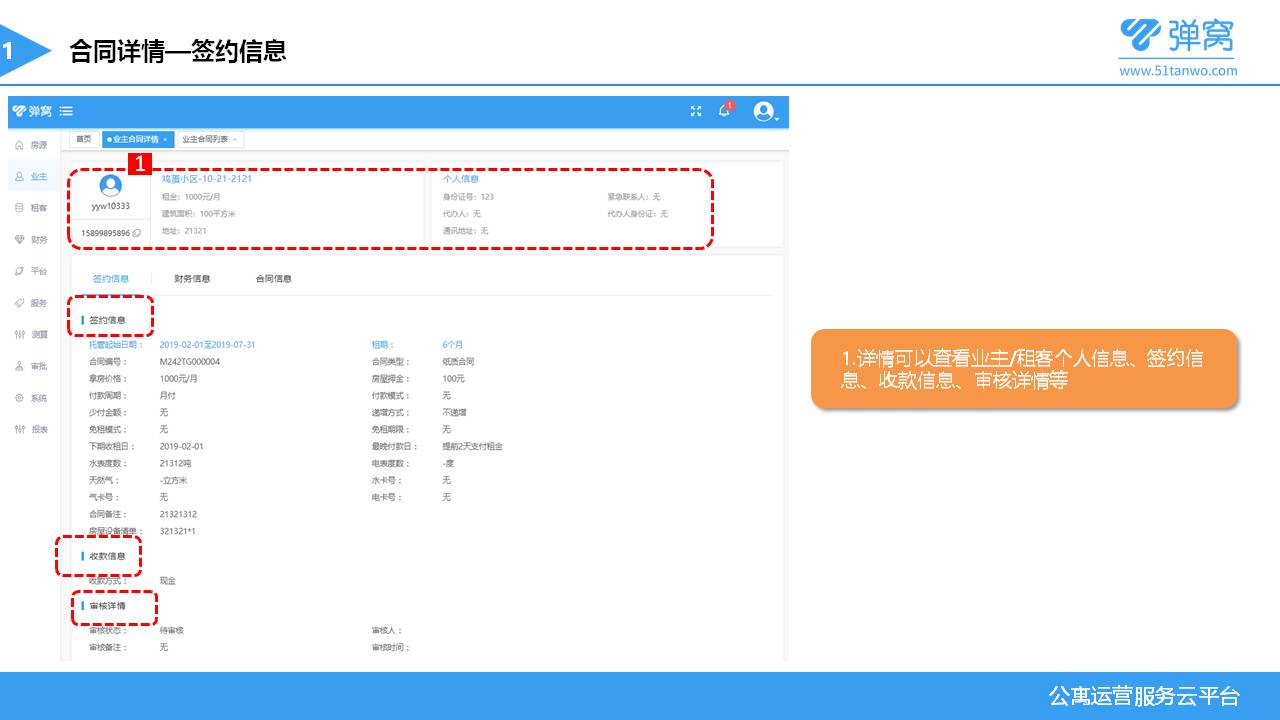 1
合同详情—签约信息
弹窝
www.51tanwo.com
弹窝
1
首页
业主合同详情 ×
业主合同列表 ×
房源
业主
租客
财务
平台
服务
测算
审批
系统
报表
1
yyw10333
15899895896
鸡蛋小区-10-21-2121
租金：1000元/月
建筑面积：100平方米
地址：21321
个人信息
身份证号：123
紧急联系人：无
代办人：无
代办人身份证：无
通讯地址：无
签约信息
财务信息
合同信息
签约信息
托管起始日期： 2019-02-01至2019-07-31 租期： 6个月
合同编号： M242TG000004 合同类型： 纸质合同
拿房价格： 1000元/月 房屋押金： 100元
付款周期： 月付 付款模式： 无
少付金额： 无 递增方式： 不递增
免租模式： 无 免租期限： 无
下期收租日： 2019-02-01 最晚付款日： 提前2天支付租金
水表度数： 21312吨 电表度数： -度
天然气： -立方米 水卡号： 无
气卡号： 无 电卡号： 无
合同备注： 21321312
房屋设备清单： 321321*1
收款信息
收款方式： 现金
审核详情
审核状态： 待审核 审核人：
审核备注： 无 审核时间：
1.详情可以查看业主/租客个人信息、签约信
息、收款信息、审核详情等
公寓运营服务云平台